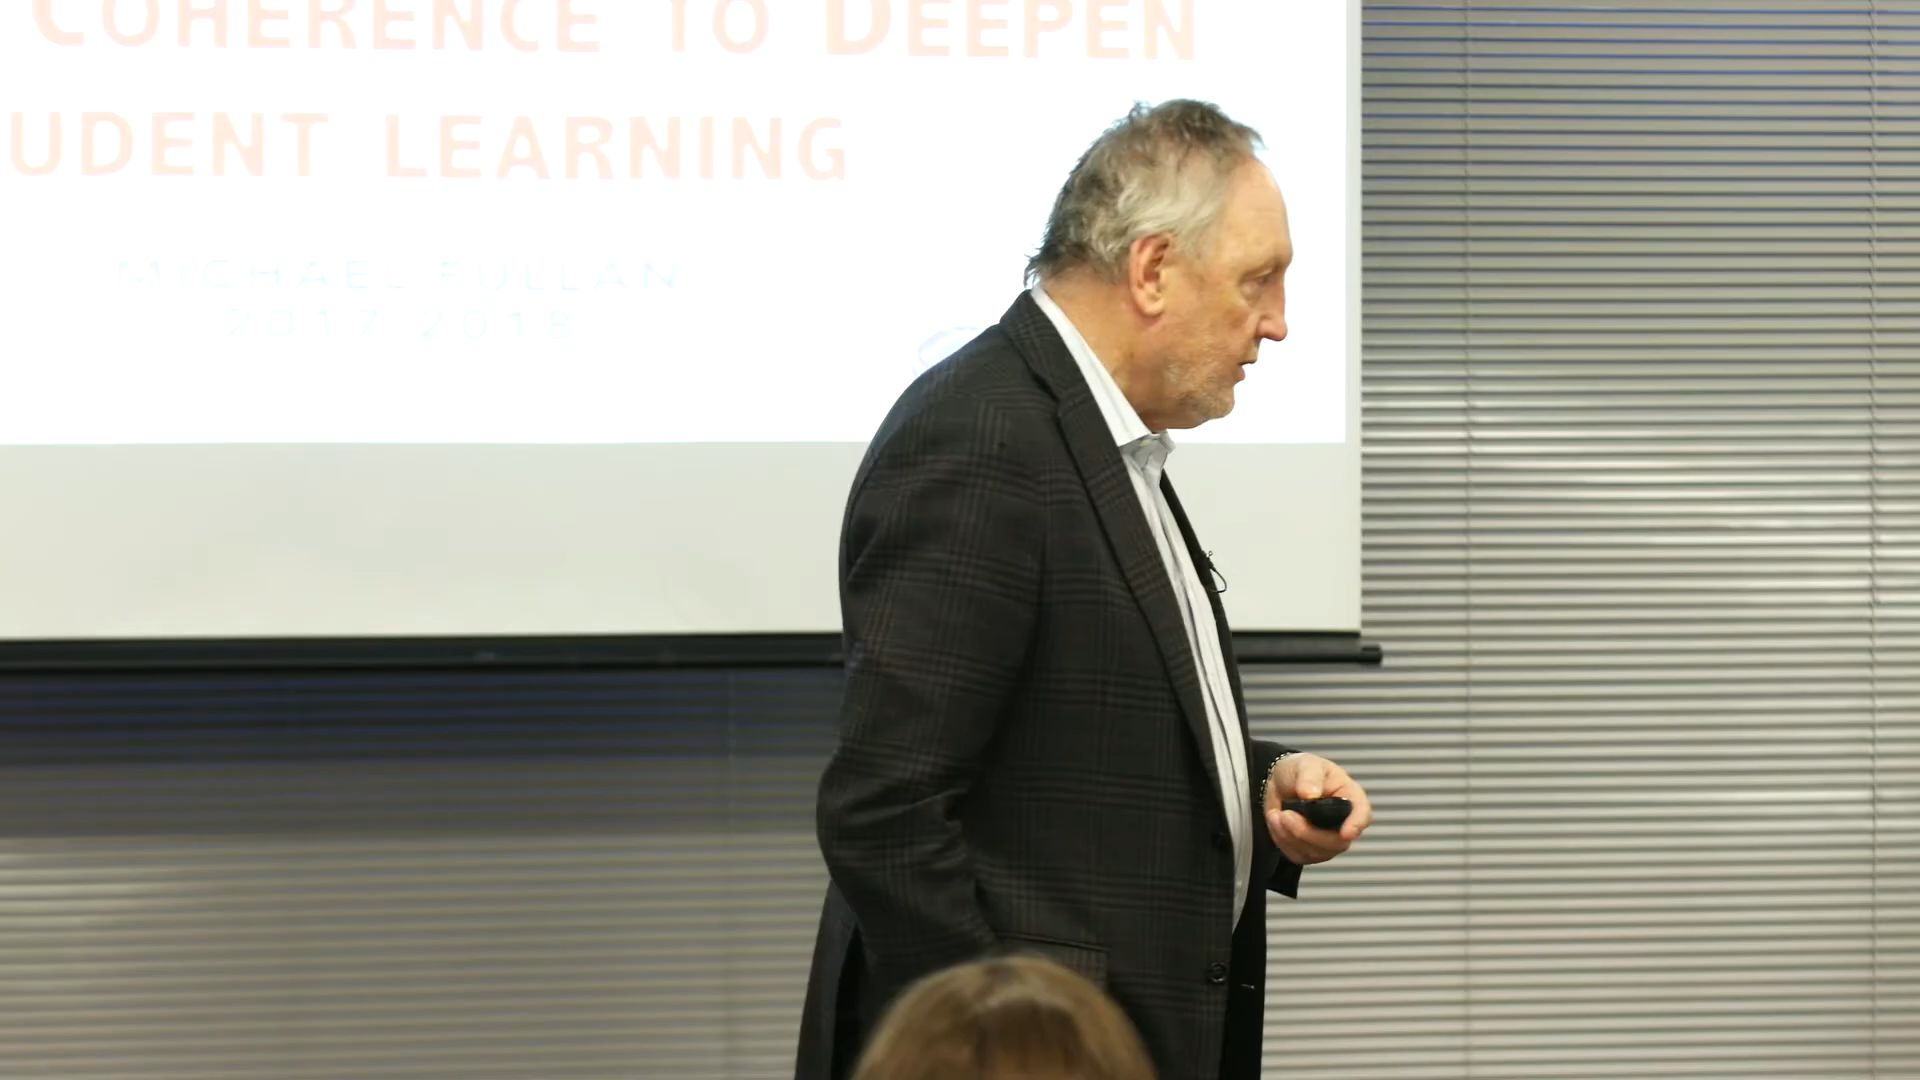 COHERENCE TO DEEPEN
UDENT LEARNING
MICHAEL FULLAN
2017 2018